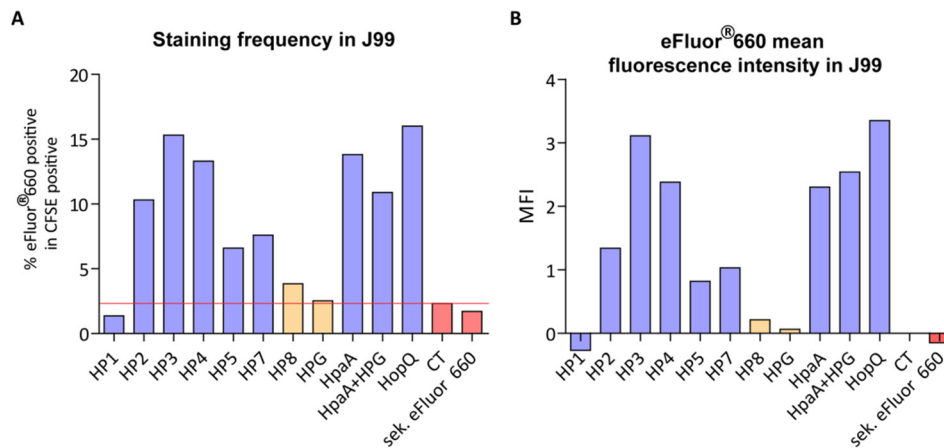 A
Staining frequency in J99
% eFluor®660 positive
in CFSE positive
20
15
10
5
0
HP1
HP2
HP3
HP4
HP5
HP7
HP8
HPG
HpaA
HpaA+HPG
HopQ
CT
sek. eFluor 660
B
eFluor®660 mean
fluorescence intensity in J99
MFI
4
3
2
1
0
HP1
HP2
HP3
HP4
HP5
HP7
HP8
HPG
HpaA
HpaA+HPG
HopQ
CT
sek. eFluor 660